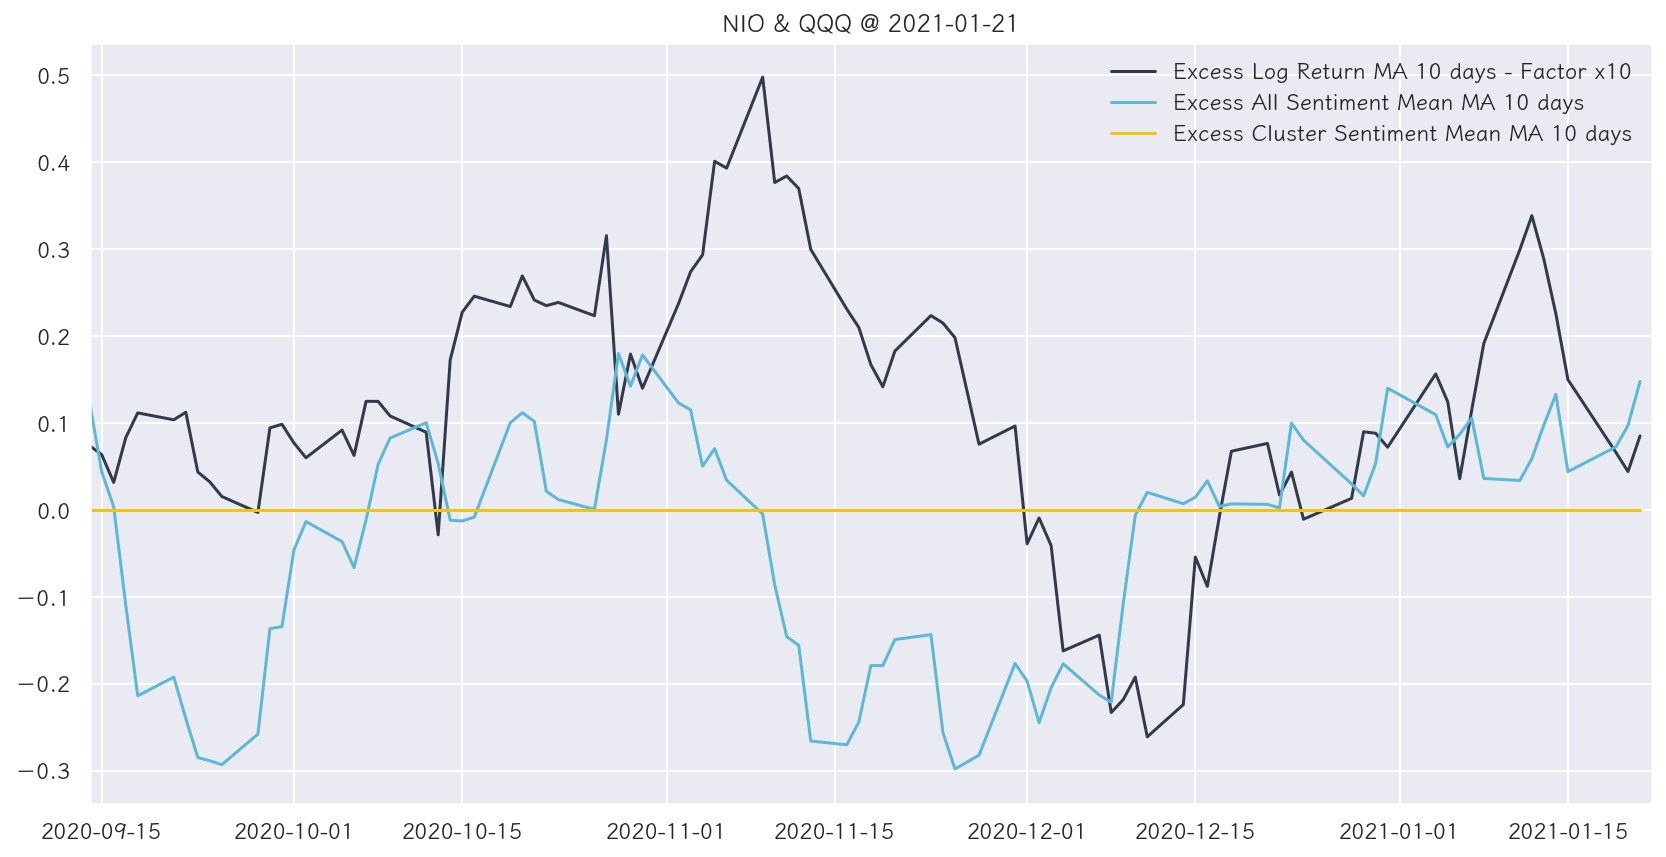 NIO & QQQ @ 2021-01-21
Excess Log Return MA 10 days - Factor x10
Excess All Sentiment Mean MA 10 days
Excess Cluster Sentiment Mean MA 10 days
0.5
0.4
0.3
0.2
0.1
0.0
−0.1
−0.2
−0.3
2020-09-15 2020-10-01 2020-10-15 2020-11-01 2020-11-15 2020-12-01 2020-12-15 2021-01-01 2021-01-15